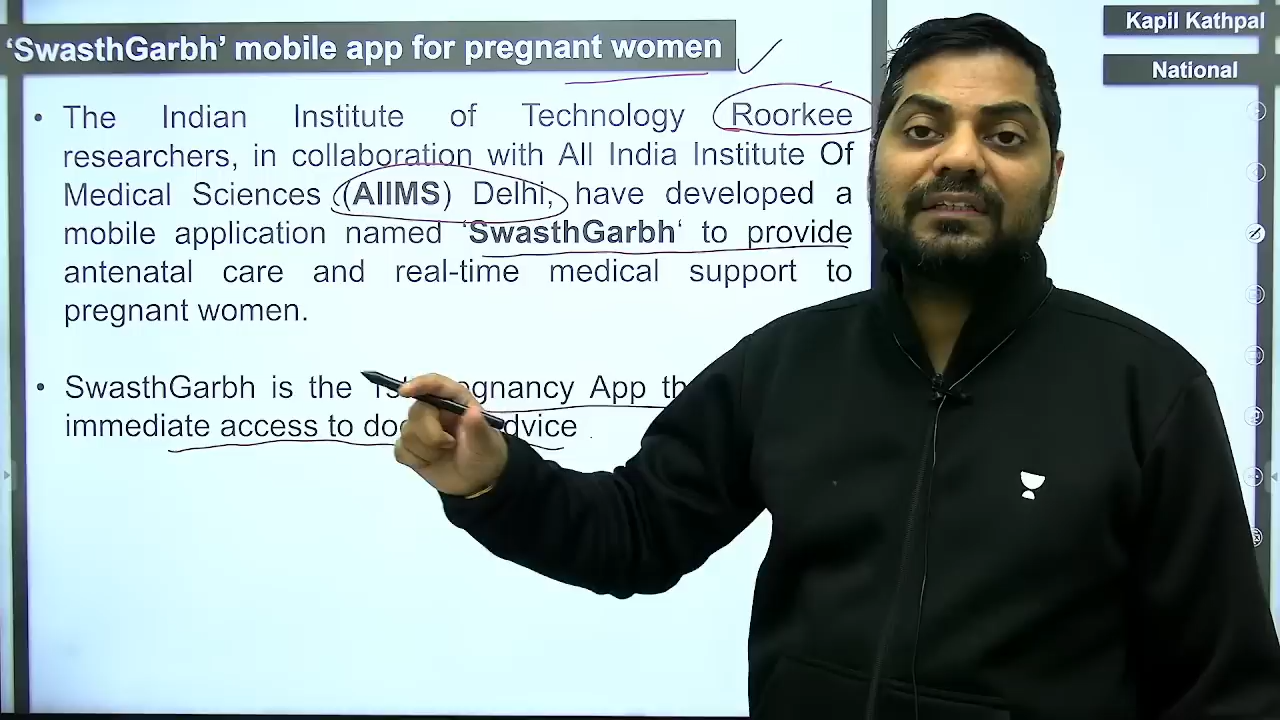 ‘SwasthGarbh’ mobile app for pregnant women
Kapil Kathpal
National
• The Indian Institute of Technology Roorkee
researchers, in collaboration with All India Institute Of
Medical Sciences (AIIMS) Delhi, have developed a
mobile application named ‘SwasthGarbh‘ to provide
antenatal care and real-time medical support to
pregnant women.
• SwasthGarbh is the App
immediate access to